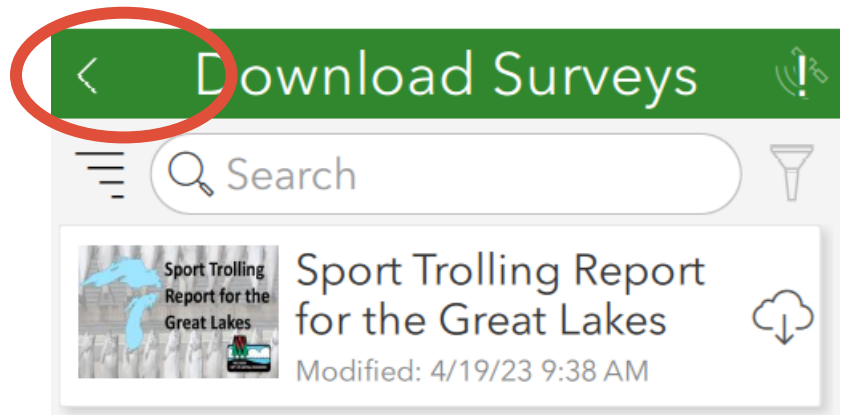 Download Surveys
Search
Sport Trolling
Report for the
Great Lakes
Sport Trolling Report
for the Great Lakes
Modified: 4/19/23 9:38 AM